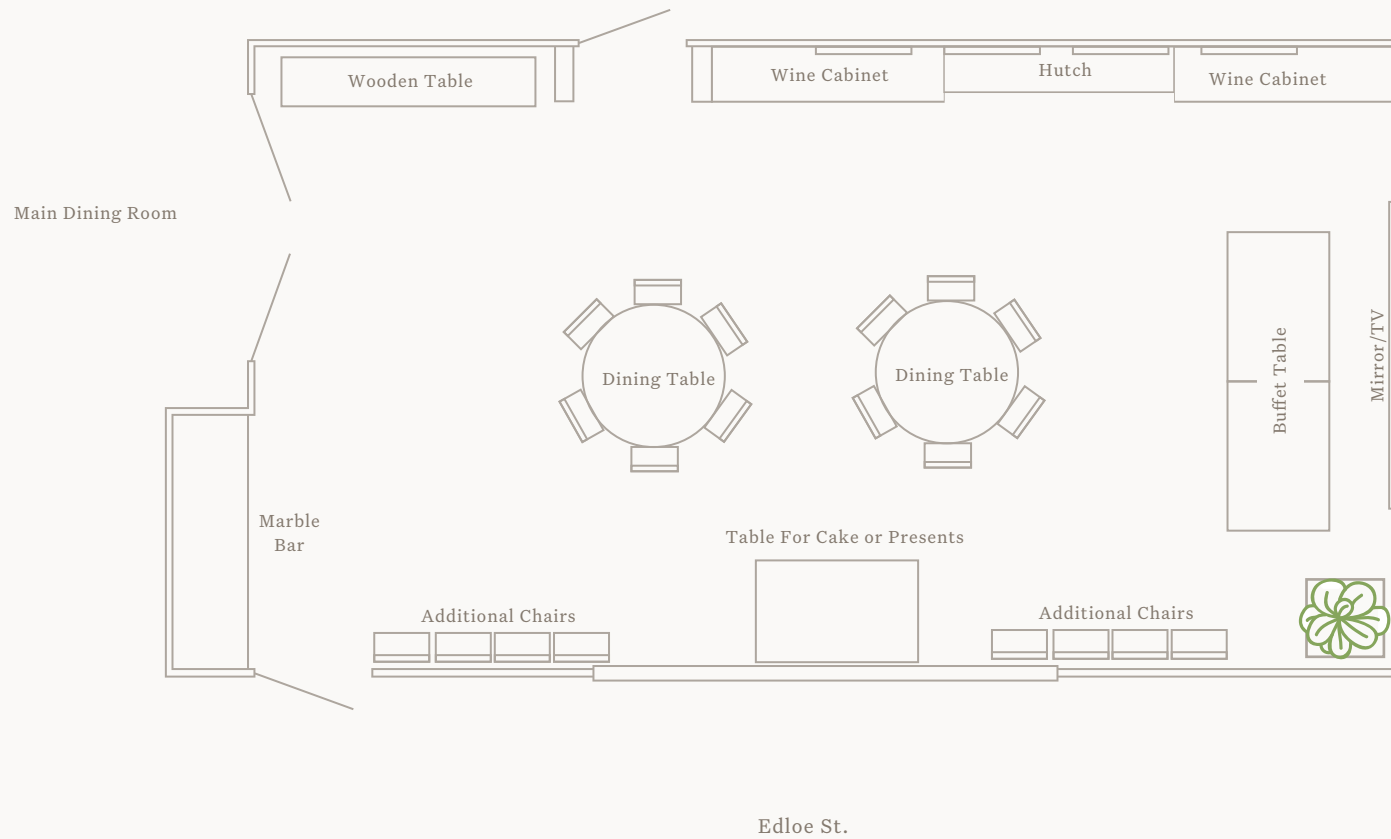 Wooden Table
Wine Cabinet
Hutch
Wine Cabinet
Main Dining Room
Dining Table
Dining Table
Buffet Table
Mirror/TV
Marble
Bar
Table For Cake or Presents
Additional Chairs
Additional Chairs
Edloe St.